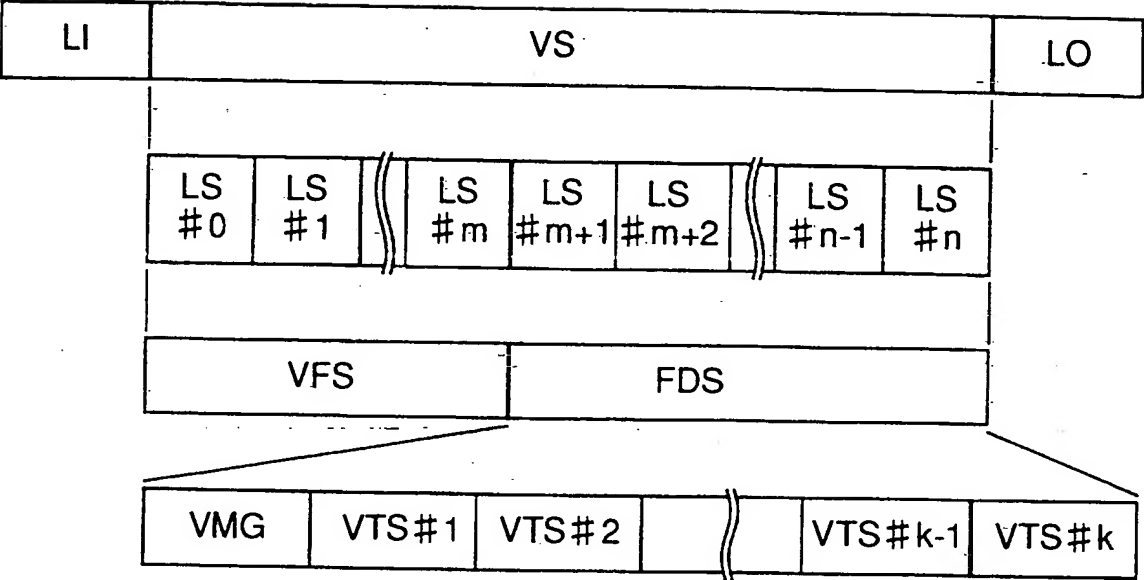 LI VS LO
LS LS LS LS LS LS LS
#0 #1 #m #m+1 #m+2 #n-1 #n
VFS FDS
VMG VTS#1 VTS#2 VTS#k-1 VTS#k